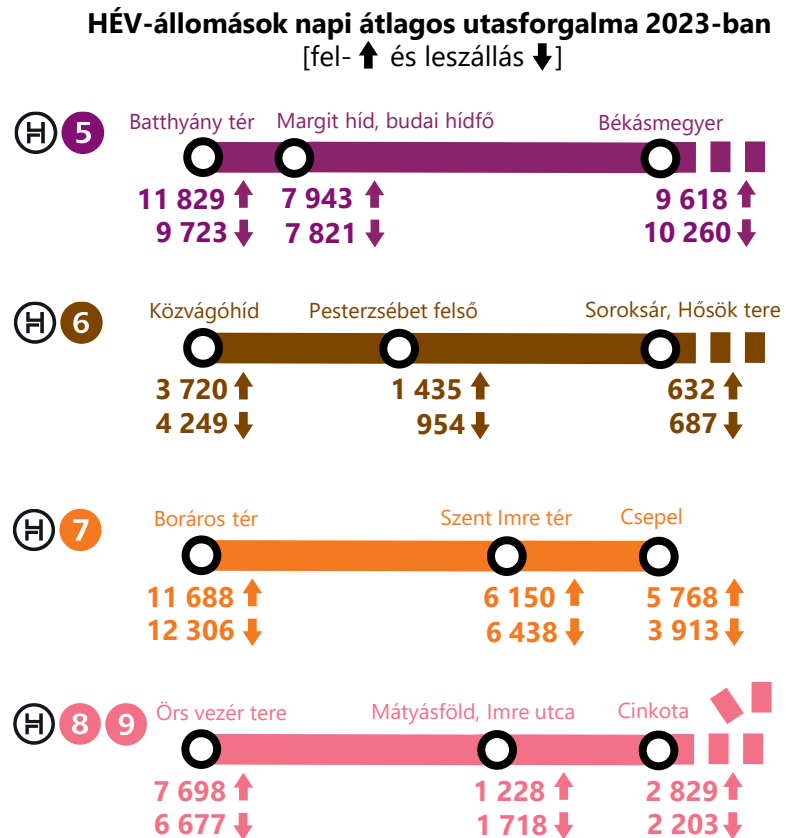 HÉV-állomások napi átlagos utasforgalma 2023-ban
[fel- ⬆ és leszállás ⬇]
H 5
Batthyány tér Margit híd, budai hídfő Békásmegyer
11 829 ⬆ 7 943 ⬆ 9 618 ⬆
9 723 ⬇ 7 821 ⬇ 10 260 ⬇
H 6
Közvágóhíd Pesterzsébet felső Soroksár, Hősök tere
3 720 ⬆ 1 435 ⬆ 632 ⬆
4 249 ⬇ 954 ⬇ 687 ⬇
H 7
Boráros tér Szent Imre tér Csepel
11 688 ⬆ 6 150 ⬆ 5 768 ⬆
12 306 ⬇ 6 438 ⬇ 3 913 ⬇
H 8 9
Örs vezér tere Mátyásföld, Imre utca Cinkota
7 698 ⬆ 1 228 ⬆ 2 829 ⬆
6 677 ⬇ 1 718 ⬇ 2 203 ⬇